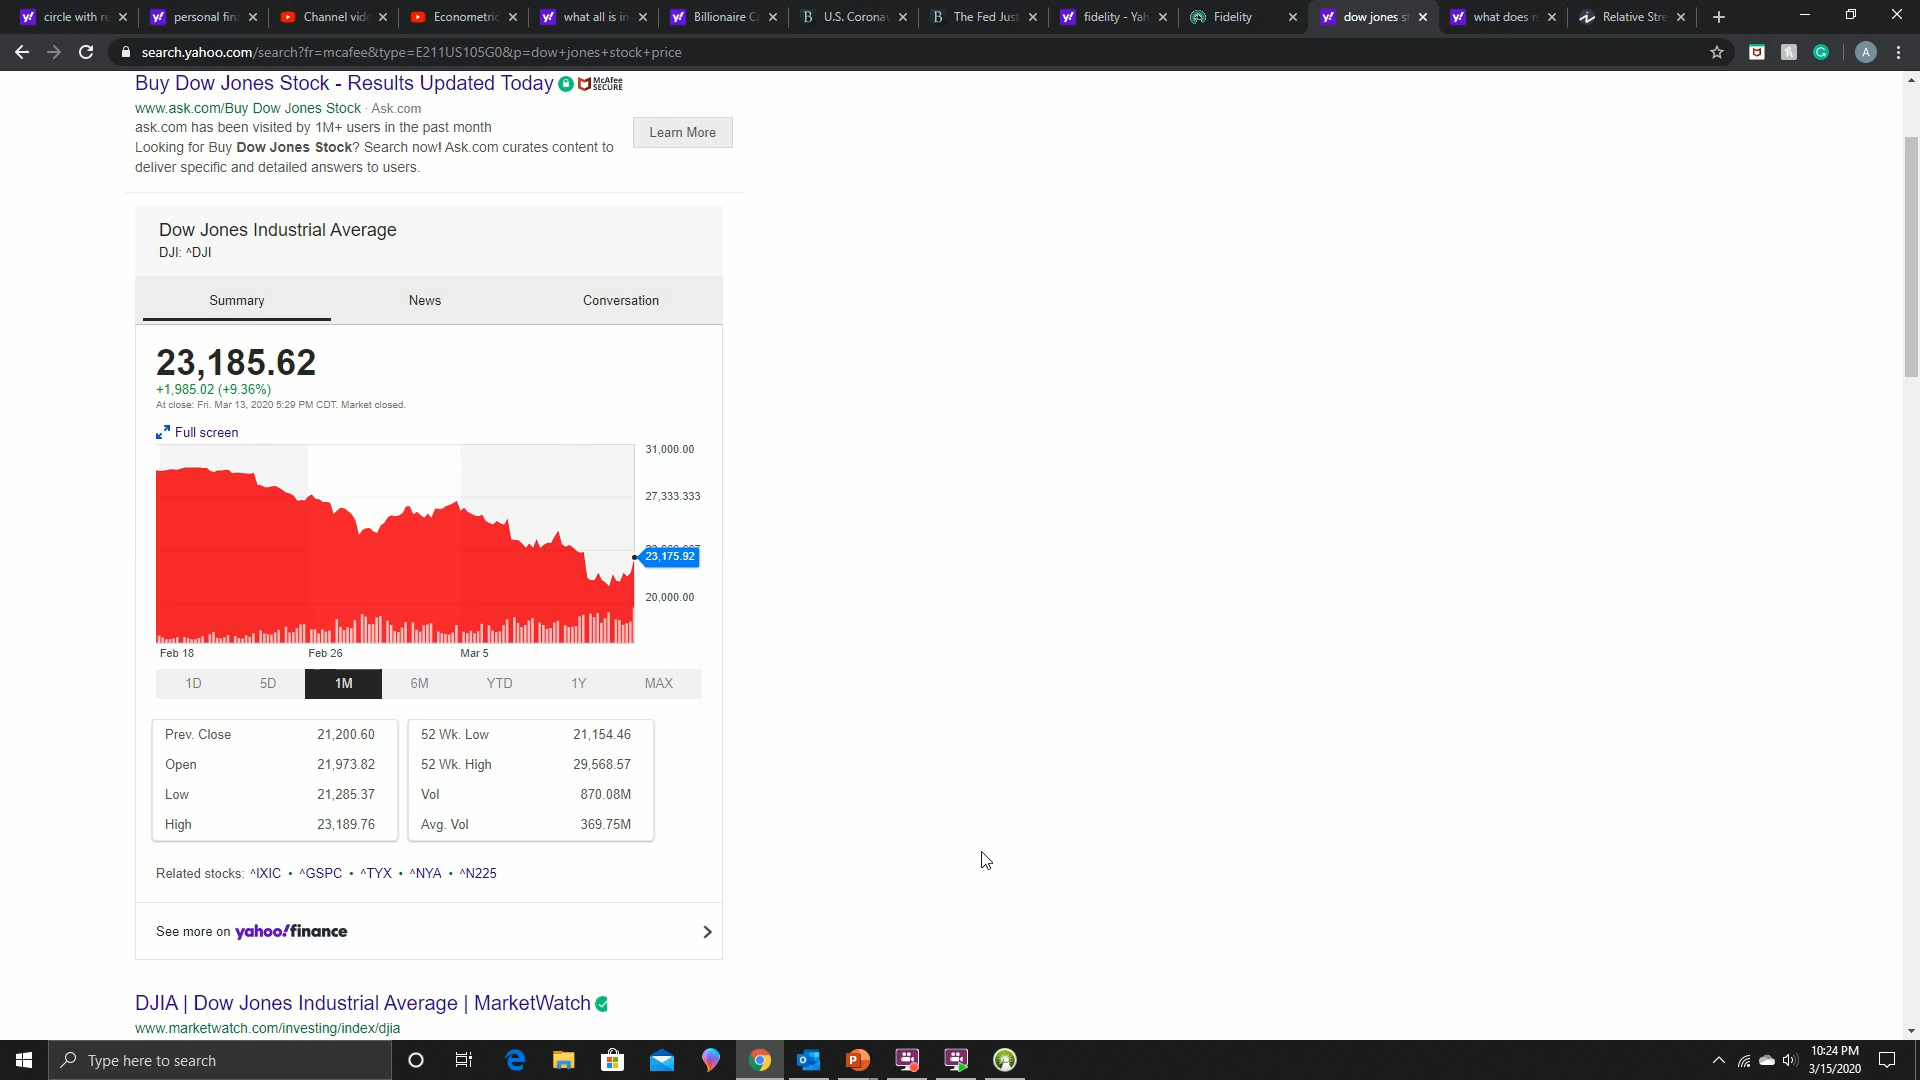 circle with re
personal fin
Channel vid
Econometric
what all is in
Billionaire C
U.S. Corona
The Fed Just
fidelity - Yah
Fidelity
dow jones s
what does r
Relative Stre
search.yahoo.com/search?fr=mcafee&type=E211US105G0&p=dow+jones+stock+price
A
Buy Dow Jones Stock - Results Updated Today McAfee SECURE
www.ask.com/Buy Dow Jones Stock · Ask.com
ask.com has been visited by 1M+ users in the past month
Looking for Buy Dow Jones Stock? Search now! Ask.com curates content to
deliver specific and detailed answers to users.
Learn More
Dow Jones Industrial Average
DJI: ^DJI
Summary News Conversation
23,185.62
+1,985.02 (+9.36%)
At close: Fri. Mar 13, 2020 5:29 PM CDT. Market closed.
Full screen
31,000.00
27,333.333
23,175.92
20,000.00
Feb 18 Feb 26 Mar 5
1D 5D 1M 6M YTD 1Y MAX
Prev. Close 21,200.60
Open 21,973.82
Low 21,285.37
High 23,189.76
52 Wk. Low 21,154.46
52 Wk. High 29,568.57
Vol 870.08M
Avg. Vol 369.75M
Related stocks: ^IXIC • ^GSPC • ^TYX • ^NYA • ^N225
See more on yahoo!finance
DJIA | Dow Jones Industrial Average | MarketWatch
www.marketwatch.com/investing/index/djia
Type here to search
10:24 PM
3/15/2020